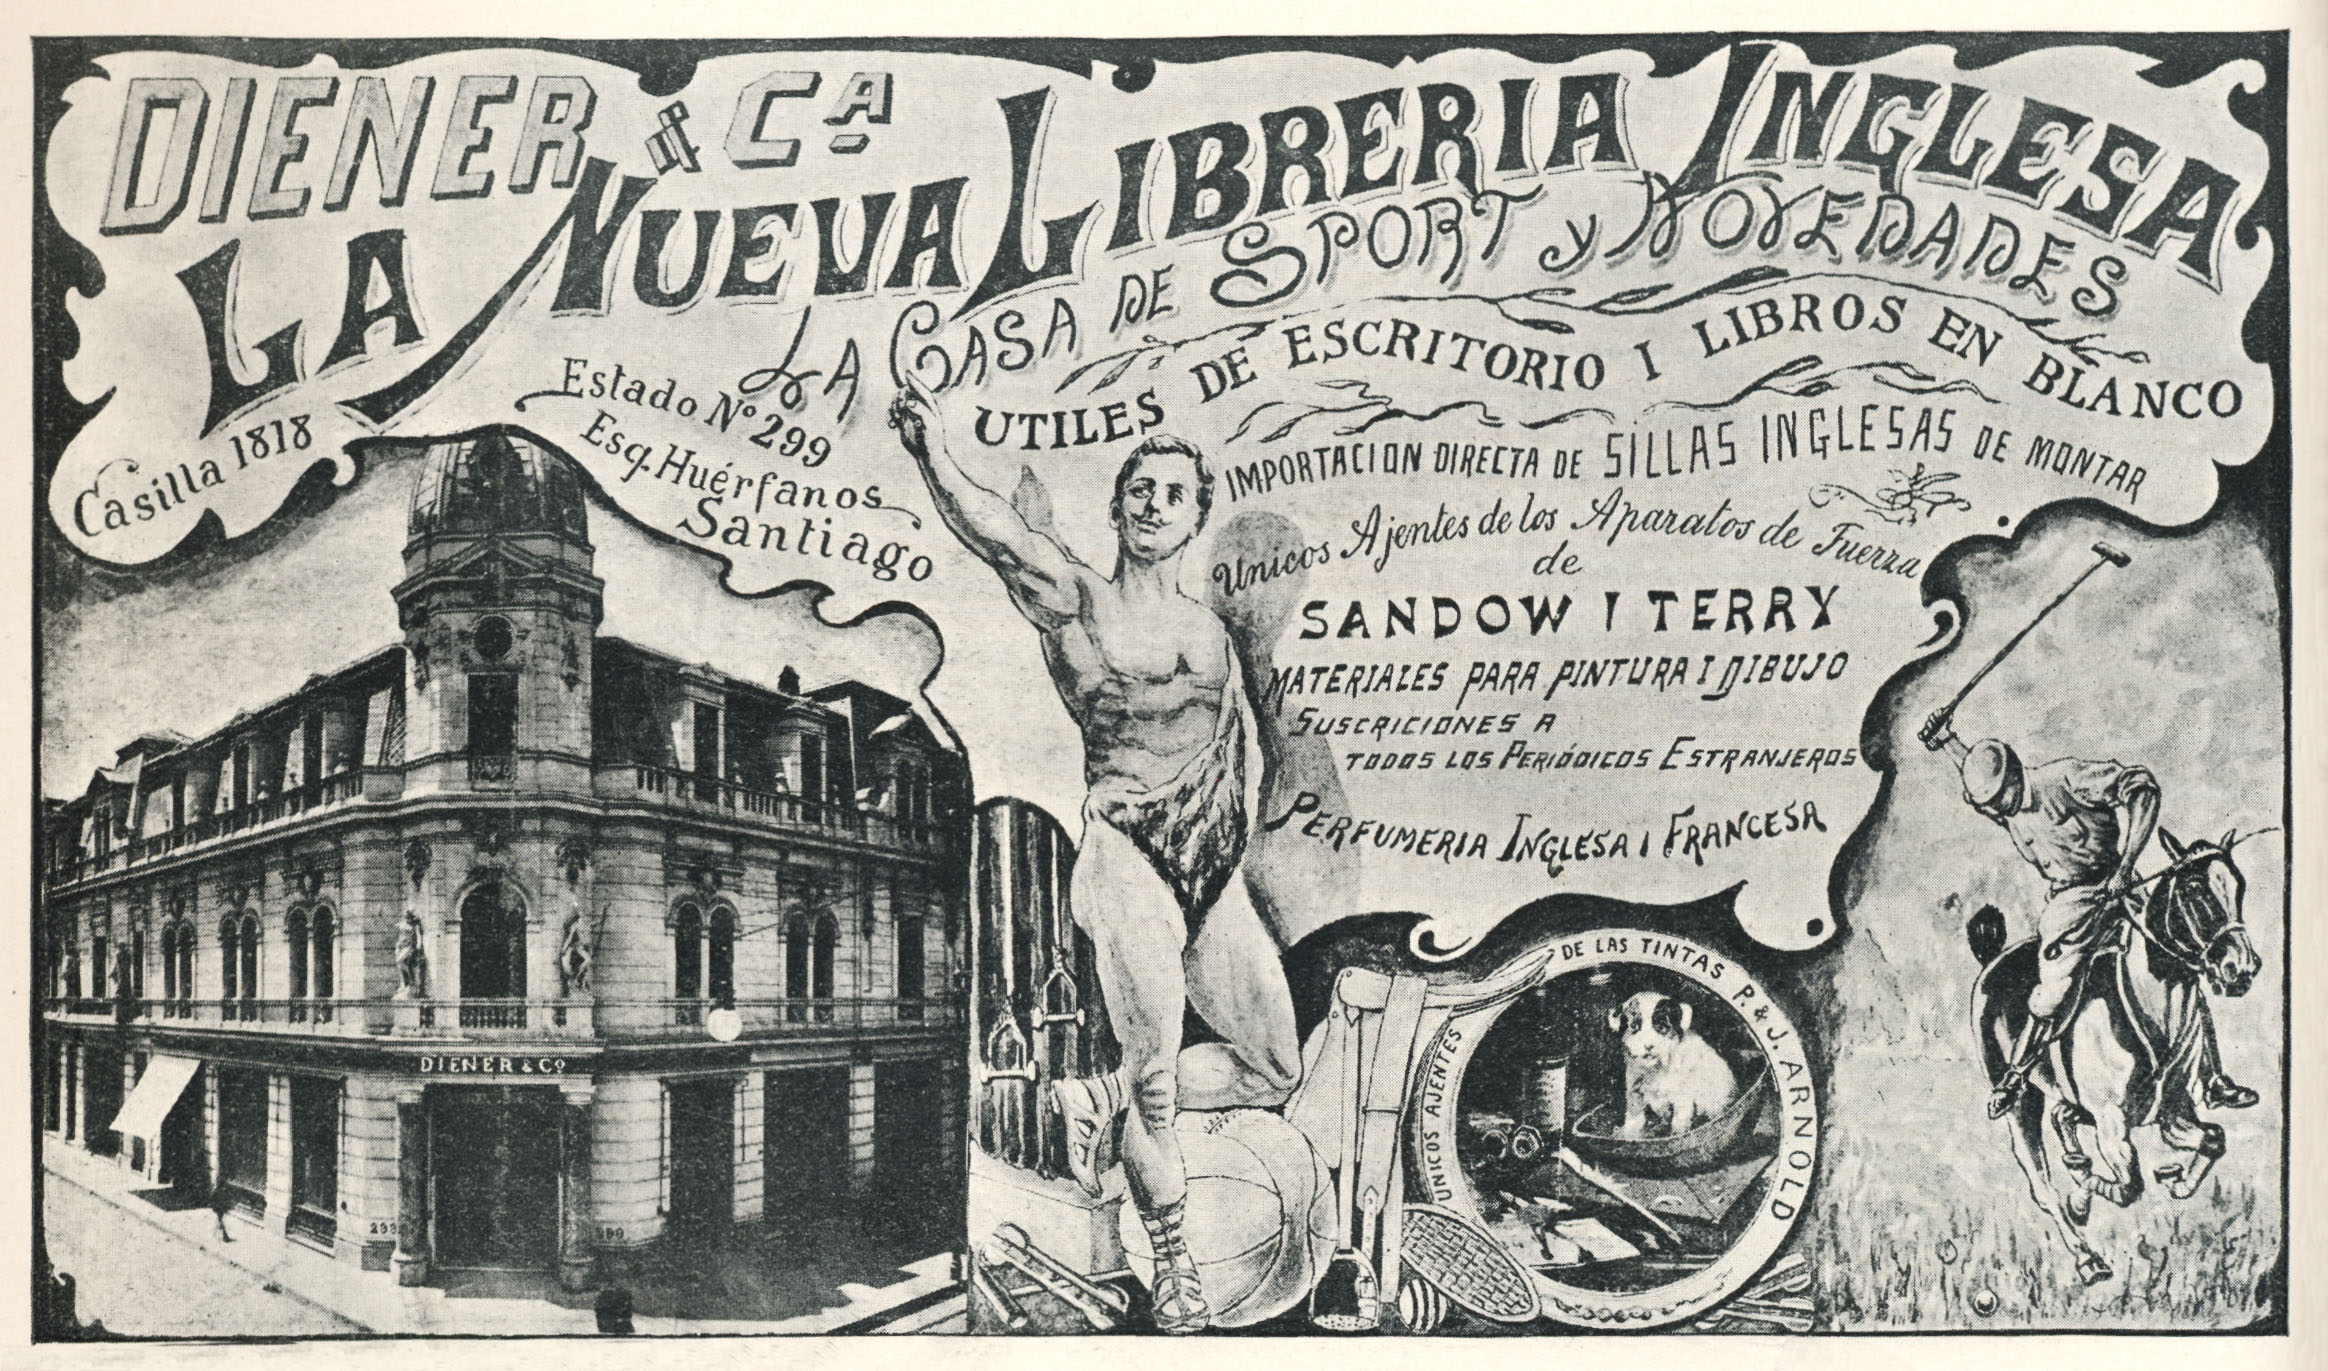 DIENER & Cª
LA NUEVA LIBRERIA INGLESA
LA CASA DE SPORT Y NOVEDADES
UTILES DE ESCRITORIO I LIBROS EN BLANCO
Casilla 1818
Estado Nº 299
Esq. Huérfanos
Santiago
IMPORTACION DIRECTA DE SILLAS INGLESAS DE MONTAR
Unicos Ajentes de los Aparatos de Fuerza
de
SANDOW I TERRY
MATERIALES PARA PINTURA I DIBUJO
SUSCRICIONES A
TODOS LOS PERIÓDICOS ESTRANJEROS
PERFUMERIA INGLESA I FRANCESA
DIENER & Cº
299
UNICOS AJENTES DE LAS TINTAS P. & J. ARNOLD